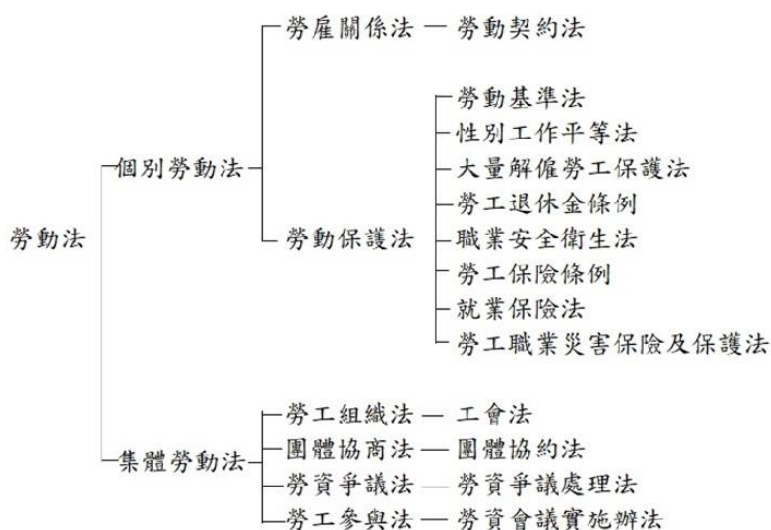 勞雇關係法 勞動契約法
勞動基準法
性別工作平等法
個別勞動法 大量解僱勞工保護法
勞工退休金條例
勞動法 勞動保護法 職業安全衛生法
勞工保險條例
就業保險法
勞工職業災害保險及保護法
勞工組織法 工會法
團體協商法 團體協約法
集體勞動法
勞資爭議法 勞資爭議處理法
勞工參與法 勞資會議實施辦法